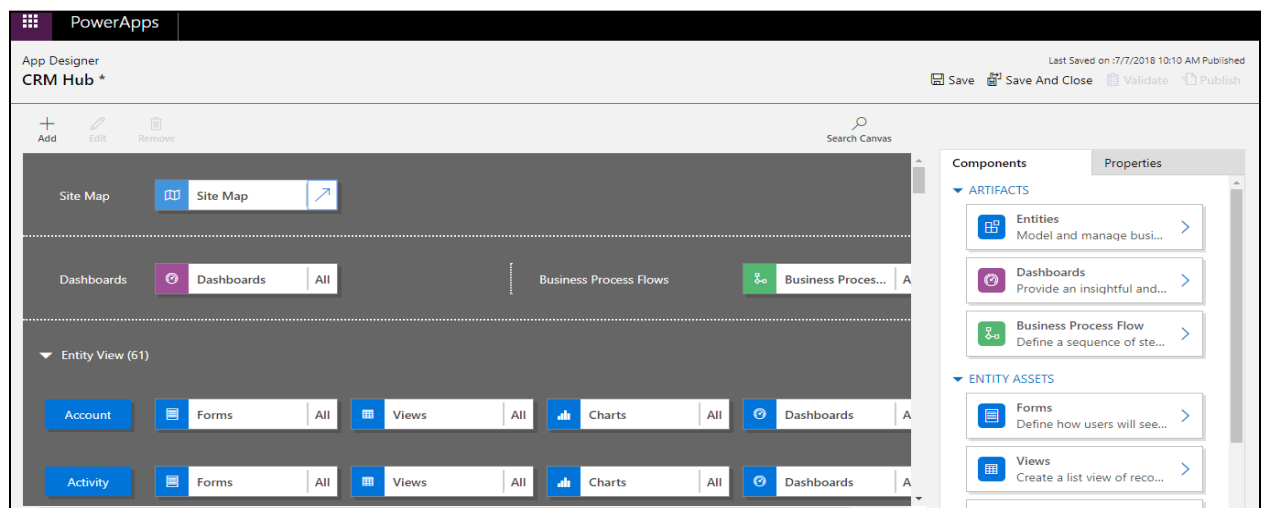 PowerApps
App Designer
CRM Hub *
Last Saved on :7/7/2018 10:10 AM Published
Save Save And Close Validate Publish
Add Edit Remove
Search Canvas
Site Map Site Map
Dashboards Dashboards All Business Process Flows Business Proces... A
Entity View (61)
Account Forms All Views All Charts All Dashboards A
Activity Forms All Views All Charts All Dashboards A
Components Properties
ARTIFACTS
Entities
Model and manage busi...
Dashboards
Provide an insightful and...
Business Process Flow
Define a sequence of ste...
ENTITY ASSETS
Forms
Define how users will see...
Views
Create a list view of reco...